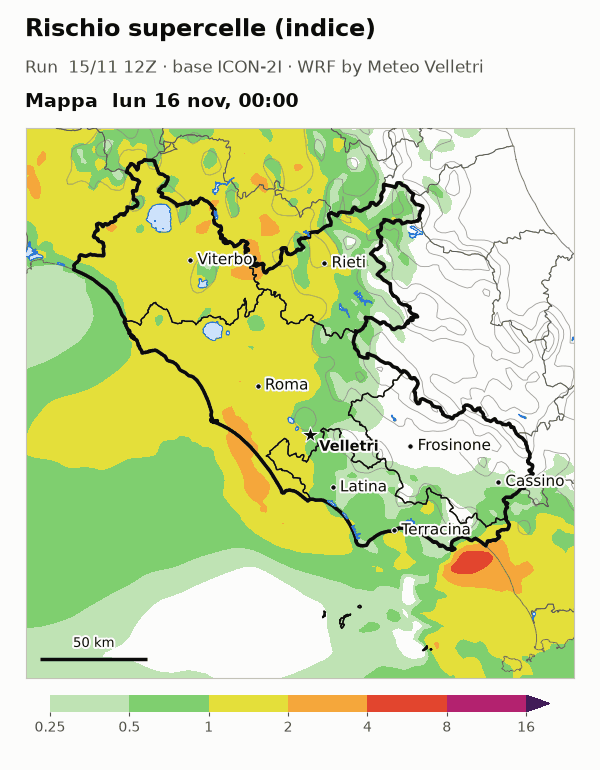 Rischio supercelle (indice)
Run  15/11 12Z · base ICON-2I · WRF by Meteo Velletri
Mappa  lun 16 nov, 00:00
Viterbo
Rieti
Roma
Velletri
Frosinone
Latina
Cassino
Terracina
50 km
0.25 0.5 1 2 4 8 16